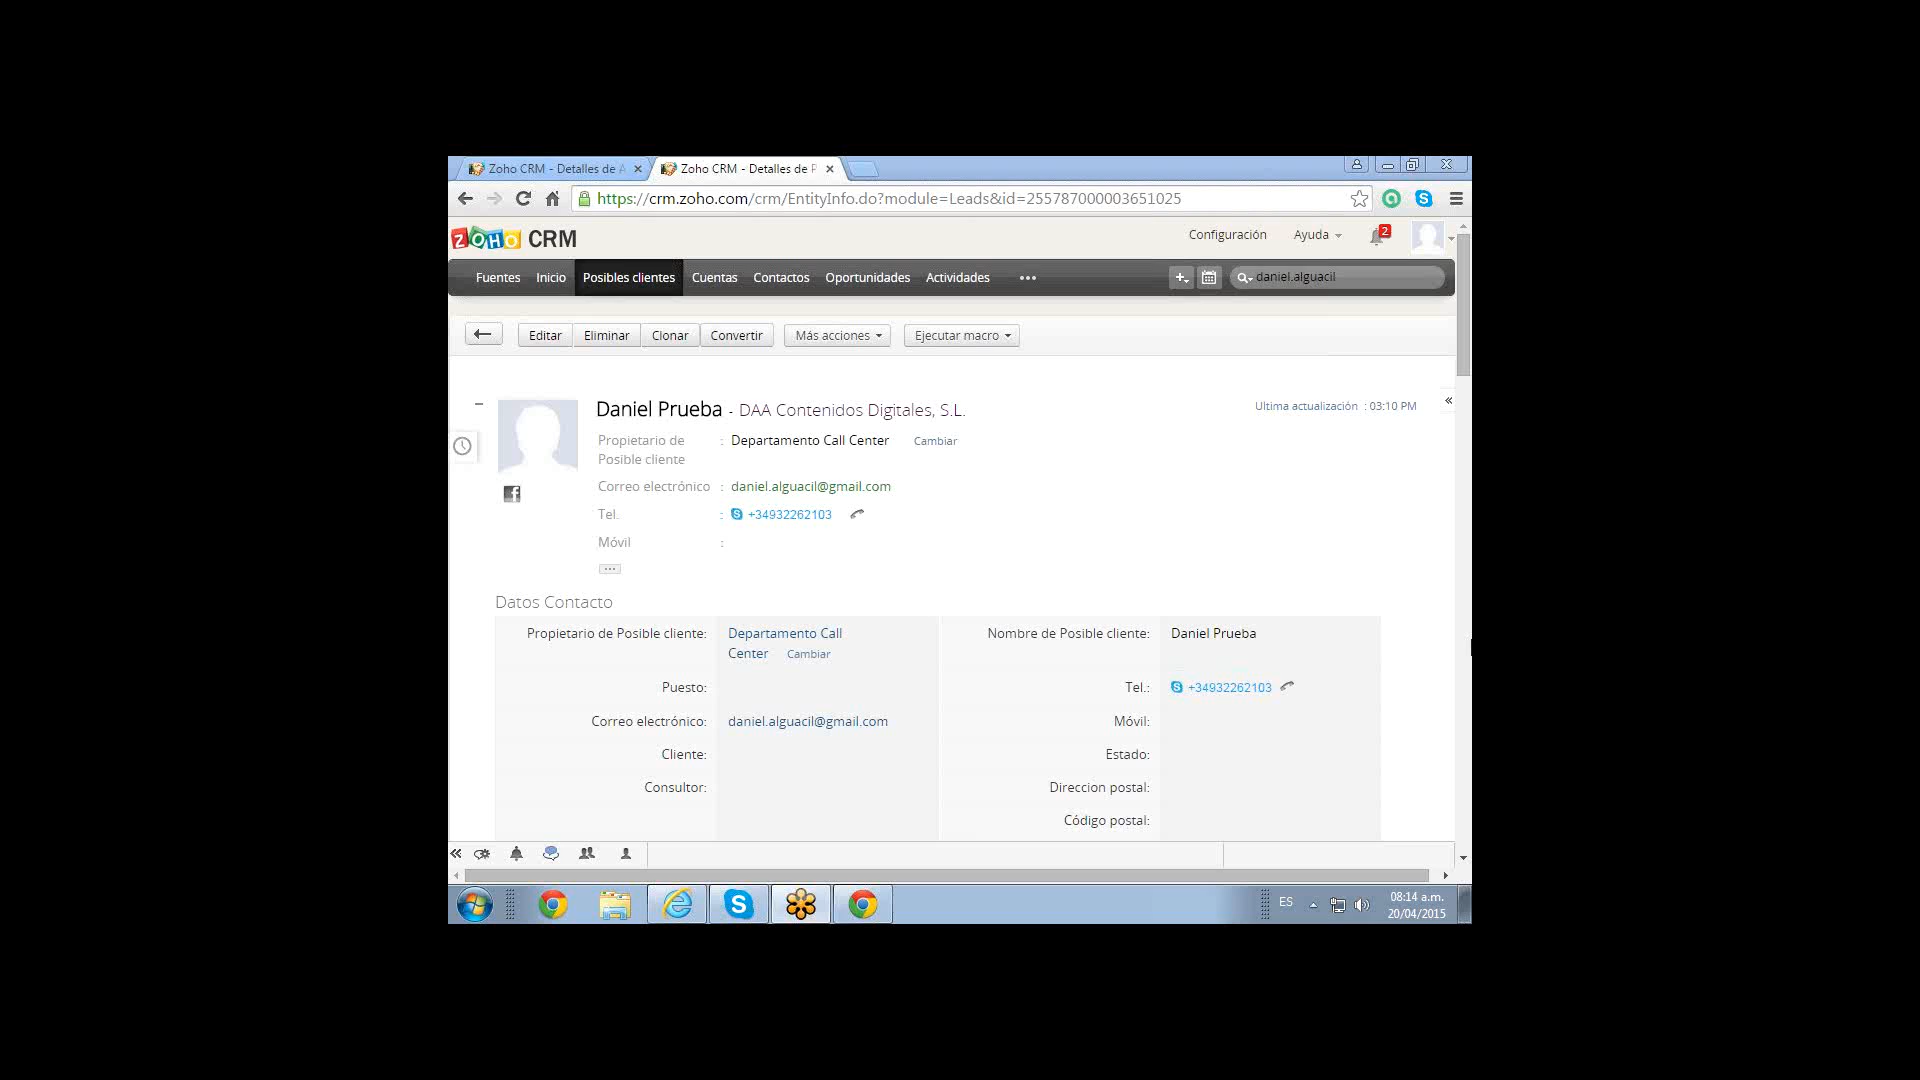 Zoho CRM - Detalles de A
Zoho CRM - Detalles de P
https://crm.zoho.com/crm/EntityInfo.do?module=Leads&id=255787000003651025
ZOHO CRM
Configuración
Ayuda
2
Fuentes
Inicio
Posibles clientes
Cuentas
Contactos
Oportunidades
Actividades
daniel.alguacil
Editar
Eliminar
Clonar
Convertir
Más acciones
Ejecutar macro
Daniel Prueba - DAA Contenidos Digitales, S.L.
Ultima actualización : 03:10 PM
Propietario de
Posible cliente
: Departamento Call Center
Cambiar
Correo electrónico : daniel.alguacil@gmail.com
Tel. : +34932262103
Móvil :
Datos Contacto
Propietario de Posible cliente: Departamento Call
Center Cambiar
Nombre de Posible cliente: Daniel Prueba
Puesto:
Tel.: +34932262103
Correo electrónico: daniel.alguacil@gmail.com
Móvil:
Cliente:
Estado:
Consultor:
Direccion postal:
Código postal:
ES
08:14 a.m.
20/04/2015